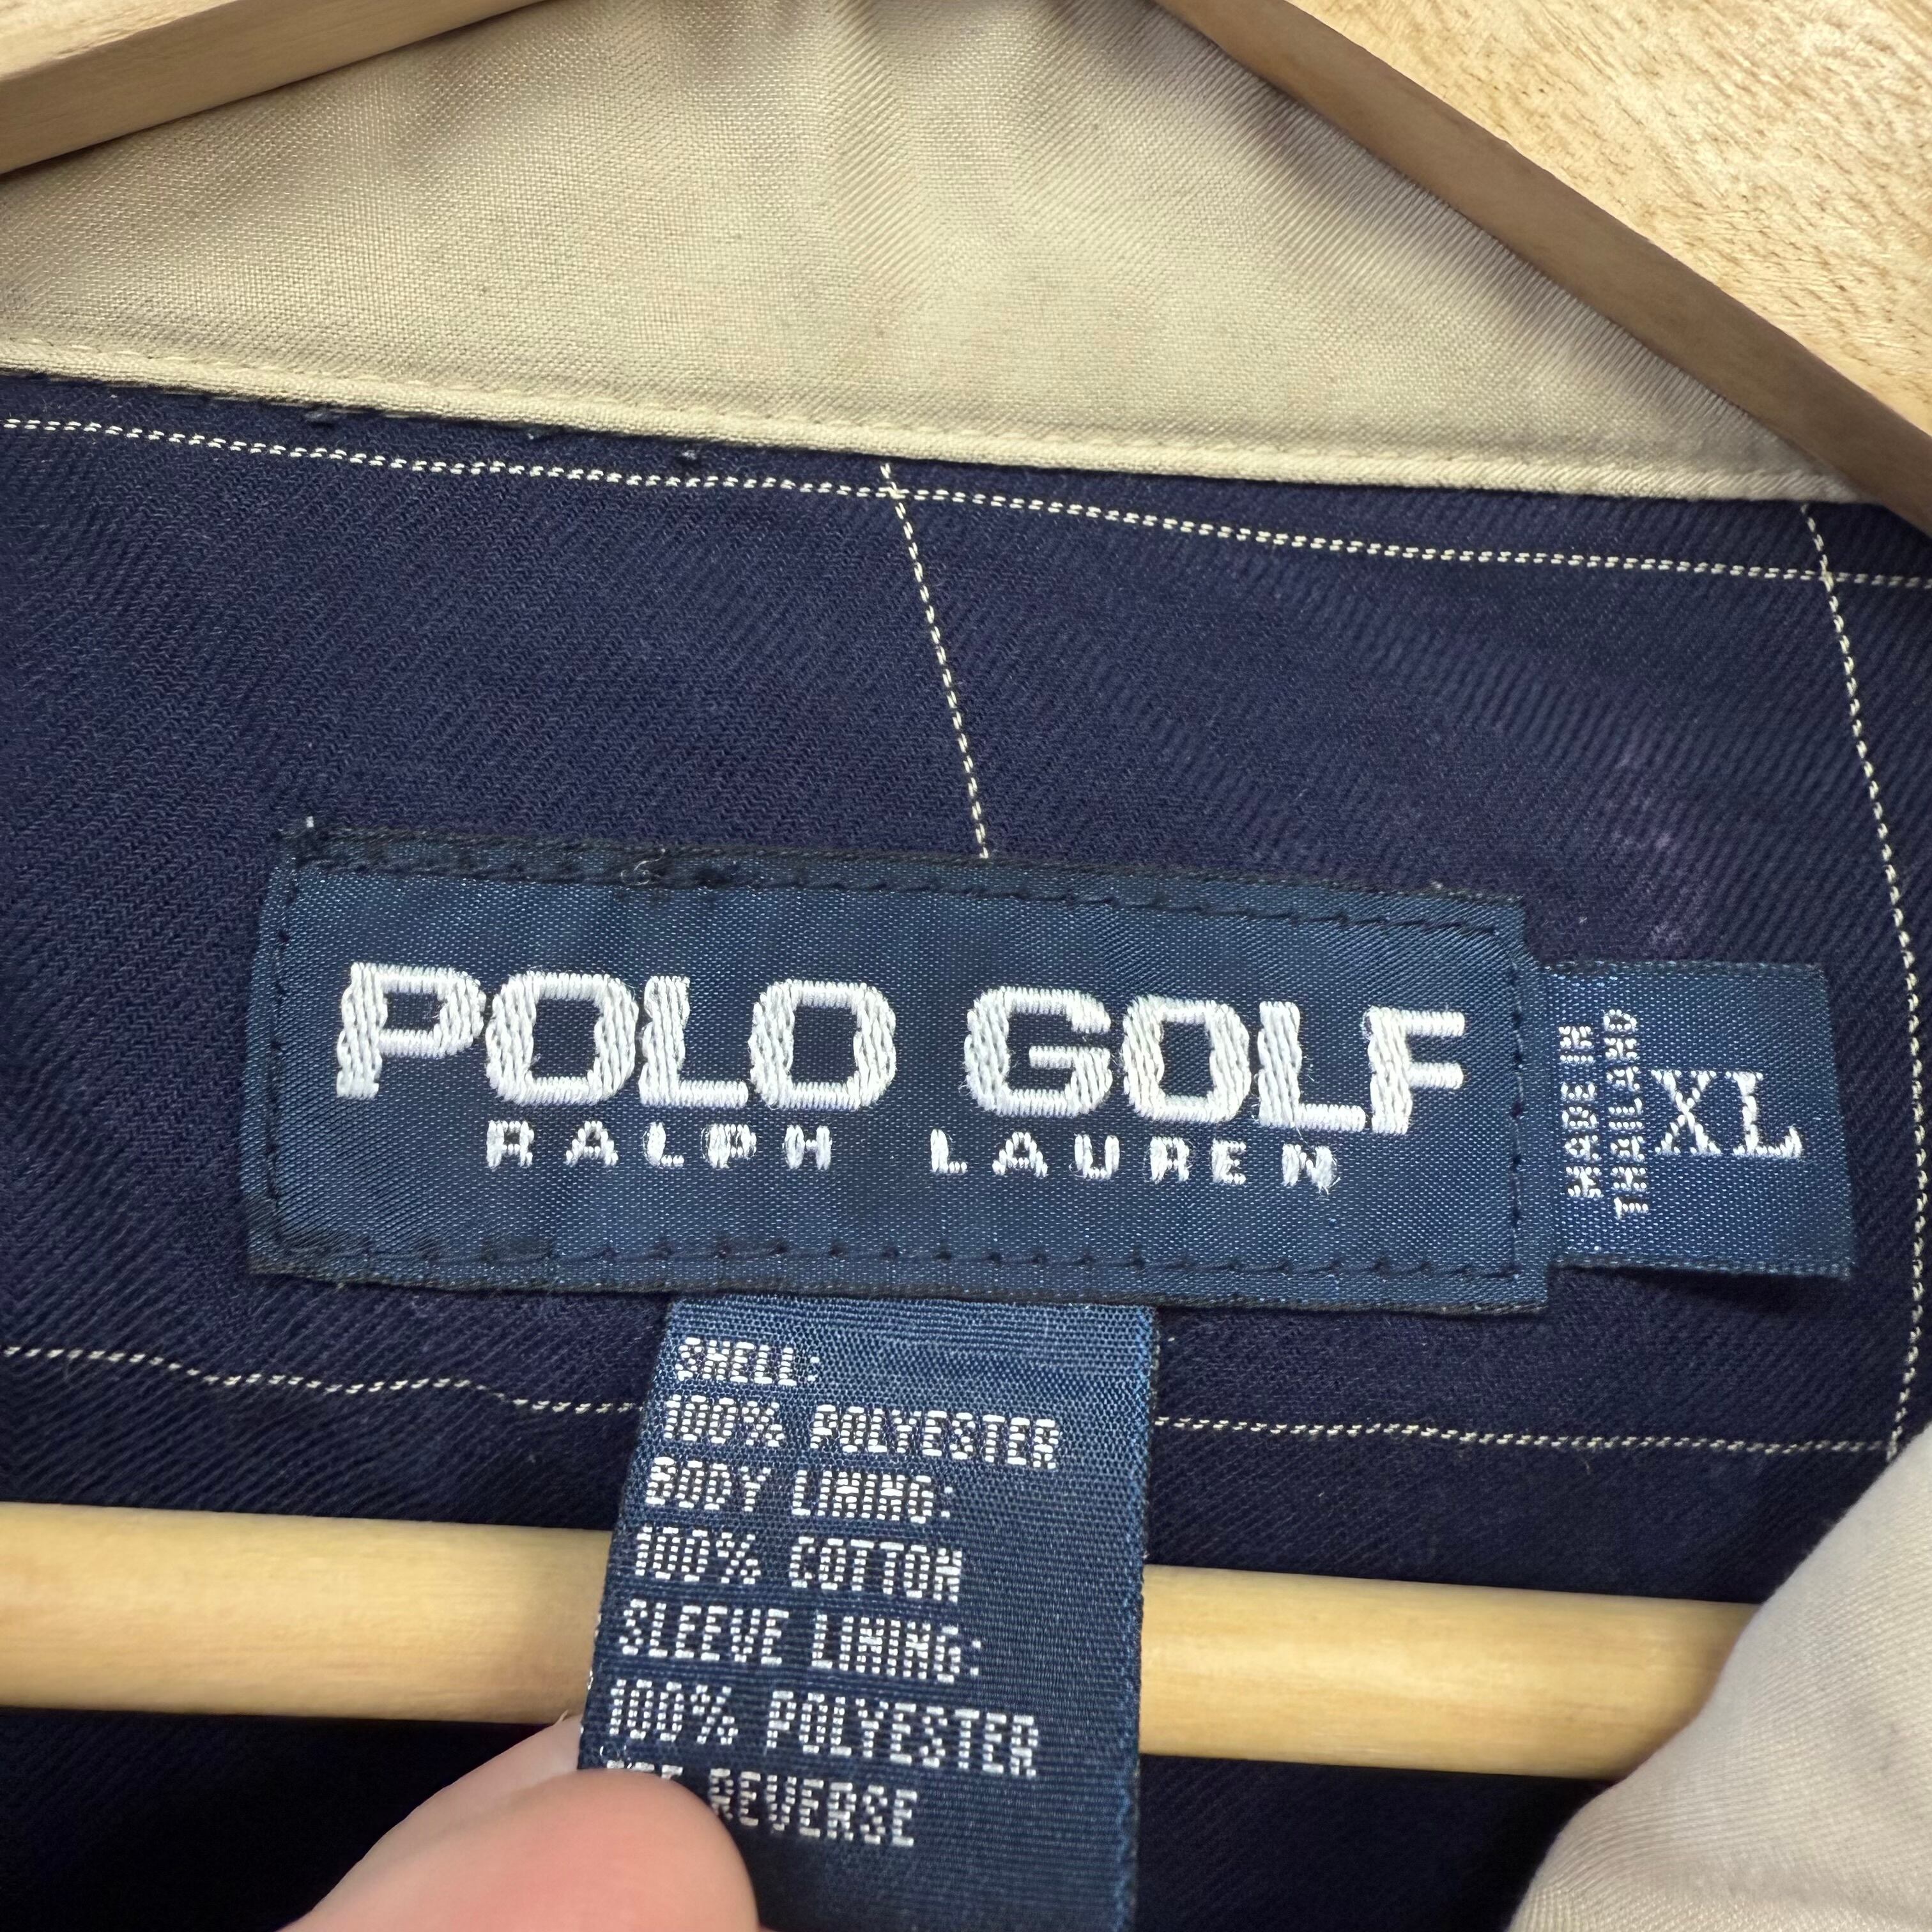 POLO GOLF
RALPH LAUREN
MADE IN
THAILAND
XL
SHELL:
100% POLYESTER
BODY LINING:
100% COTTON
SLEEVE LINING:
100% POLYESTER
REVERSE